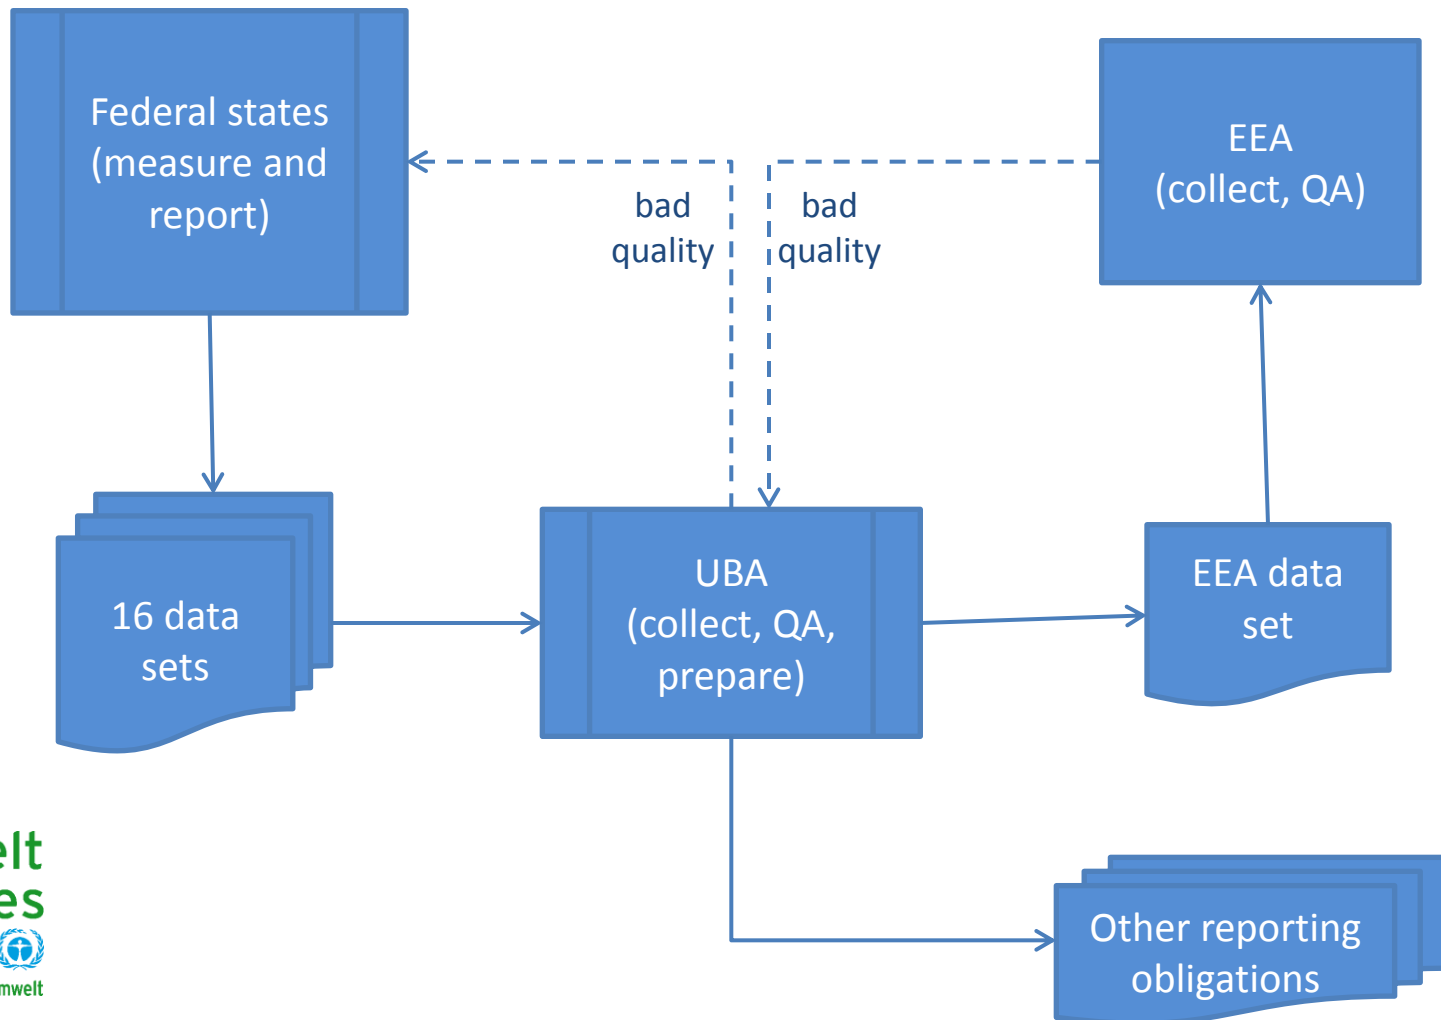 Federal states
(measure and
report)
EEA
(collect, QA)
bad
quality
bad
quality
16 data
sets
UBA
(collect, QA,
prepare)
EEA data
set
Other reporting
obligations
elt
es
mwelt